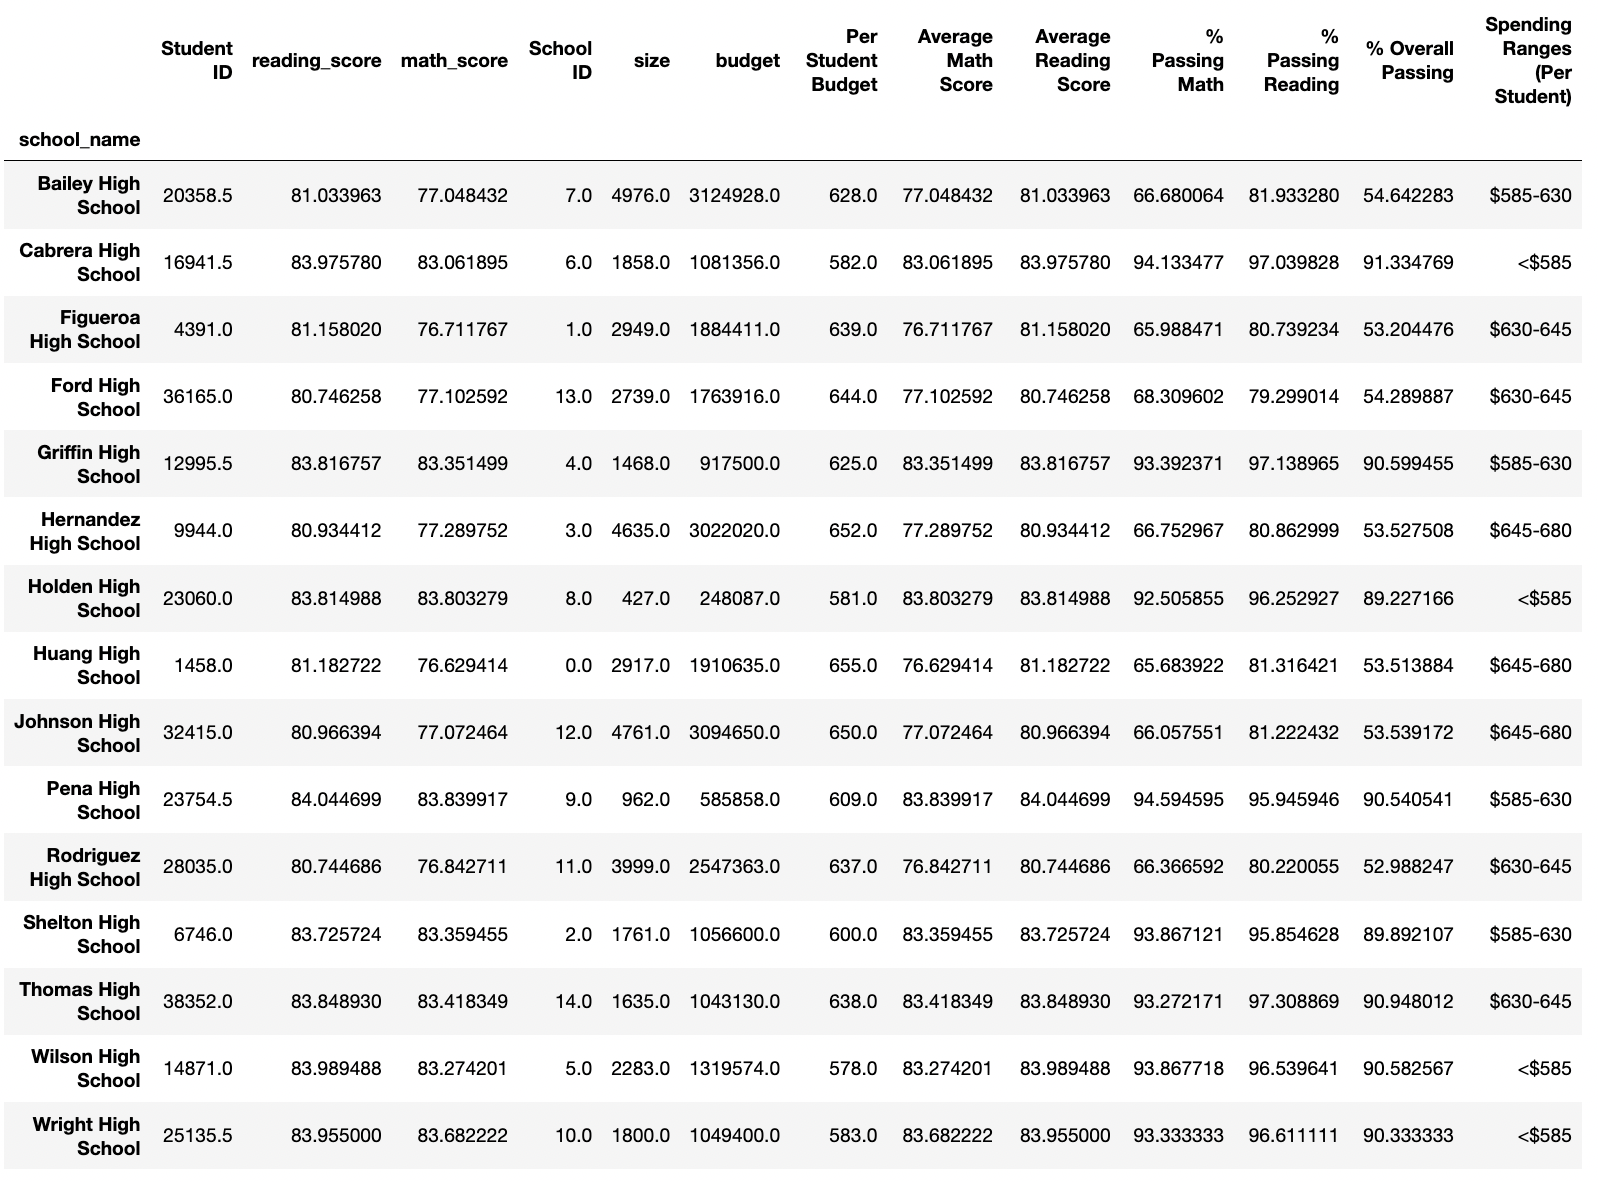 Student ID reading_score math_score School ID size budget Per Student Budget Average Math Score Average Reading Score % Passing Math % Passing Reading % Overall Passing Spending Ranges (Per Student)
school_name
Bailey High School 20358.5 81.033963 77.048432 7.0 4976.0 3124928.0 628.0 77.048432 81.033963 66.680064 81.933280 54.642283 $585-630
Cabrera High School 16941.5 83.975780 83.061895 6.0 1858.0 1081356.0 582.0 83.061895 83.975780 94.133477 97.039828 91.334769 <$585
Figueroa High School 4391.0 81.158020 76.711767 1.0 2949.0 1884411.0 639.0 76.711767 81.158020 65.988471 80.739234 53.204476 $630-645
Ford High School 36165.0 80.746258 77.102592 13.0 2739.0 1763916.0 644.0 77.102592 80.746258 68.309602 79.299014 54.289887 $630-645
Griffin High School 12995.5 83.816757 83.351499 4.0 1468.0 917500.0 625.0 83.351499 83.816757 93.392371 97.138965 90.599455 $585-630
Hernandez High School 9944.0 80.934412 77.289752 3.0 4635.0 3022020.0 652.0 77.289752 80.934412 66.752967 80.862999 53.527508 $645-680
Holden High School 23060.0 83.814988 83.803279 8.0 427.0 248087.0 581.0 83.803279 83.814988 92.505855 96.252927 89.227166 <$585
Huang High School 1458.0 81.182722 76.629414 0.0 2917.0 1910635.0 655.0 76.629414 81.182722 65.683922 81.316421 53.513884 $645-680
Johnson High School 32415.0 80.966394 77.072464 12.0 4761.0 3094650.0 650.0 77.072464 80.966394 66.057551 81.222432 53.539172 $645-680
Pena High School 23754.5 84.044699 83.839917 9.0 962.0 585858.0 609.0 83.839917 84.044699 94.594595 95.945946 90.540541 $585-630
Rodriguez High School 28035.0 80.744686 76.842711 11.0 3999.0 2547363.0 637.0 76.842711 80.744686 66.366592 80.220055 52.988247 $630-645
Shelton High School 6746.0 83.725724 83.359455 2.0 1761.0 1056600.0 600.0 83.359455 83.725724 93.867121 95.854628 89.892107 $585-630
Thomas High School 38352.0 83.848930 83.418349 14.0 1635.0 1043130.0 638.0 83.418349 83.848930 93.272171 97.308869 90.948012 $630-645
Wilson High School 14871.0 83.989488 83.274201 5.0 2283.0 1319574.0 578.0 83.274201 83.989488 93.867718 96.539641 90.582567 <$585
Wright High School 25135.5 83.955000 83.682222 10.0 1800.0 1049400.0 583.0 83.682222 83.955000 93.333333 96.611111 90.333333 <$585